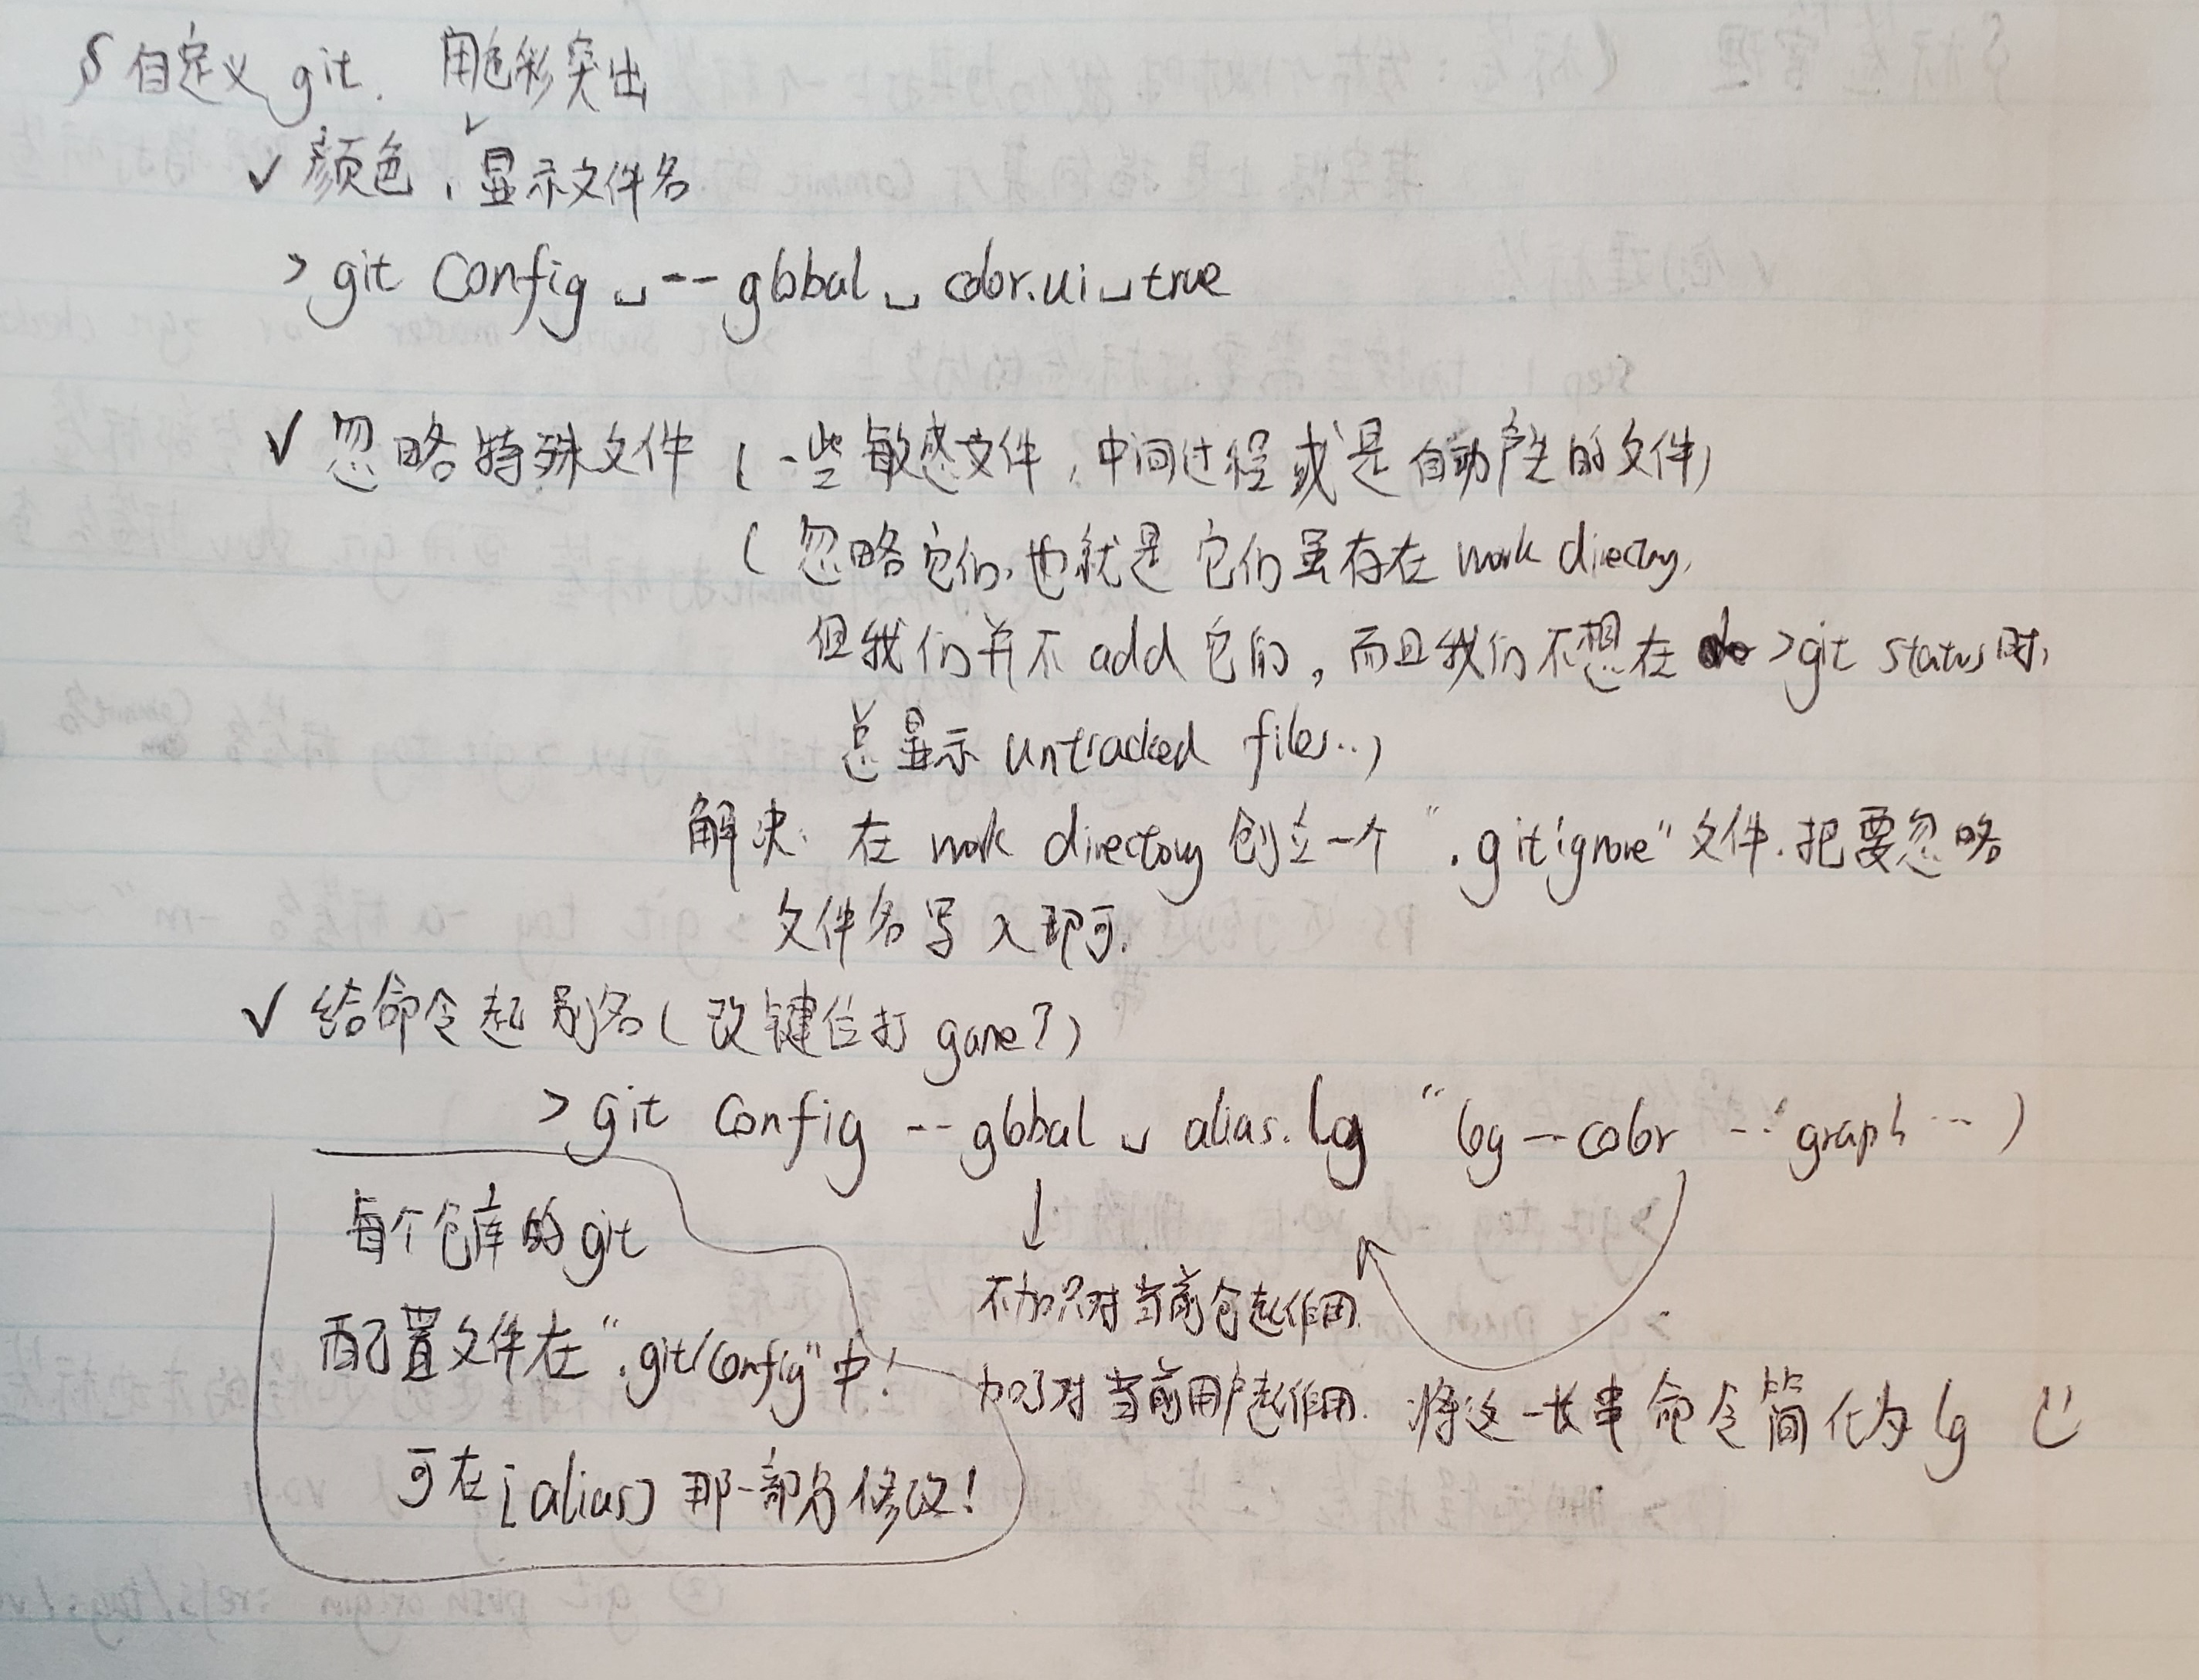 § 自定义 git.
用色彩突出
✓ 颜色，显示文件名
> git config ␣ -- global ␣ color.ui ␣ true
✓ 忽略特殊文件 (一些敏感文件，中间过程或是自动产生的文件)
(忽略它们，也就是它们虽存在 work directory,
但我们并不 add 它们，而且我们不想在 >git status 时，
总显示 untracked files..)
解决：在 work directory 创立一个 ".gitignore" 文件. 把要忽略
文件名写入即可.
✓ 给命令起别名 (改键位打 game?)
> git config --global ␣ alias.lg "log --color --graph ...)
每个仓库的 git
配置文件在 ".git/config" 中!
可在 [alias] 那一部分修改!
↓
不加只对当前仓起作用.
加了对当前用户起作用.
将这一长串命令简化为 lg